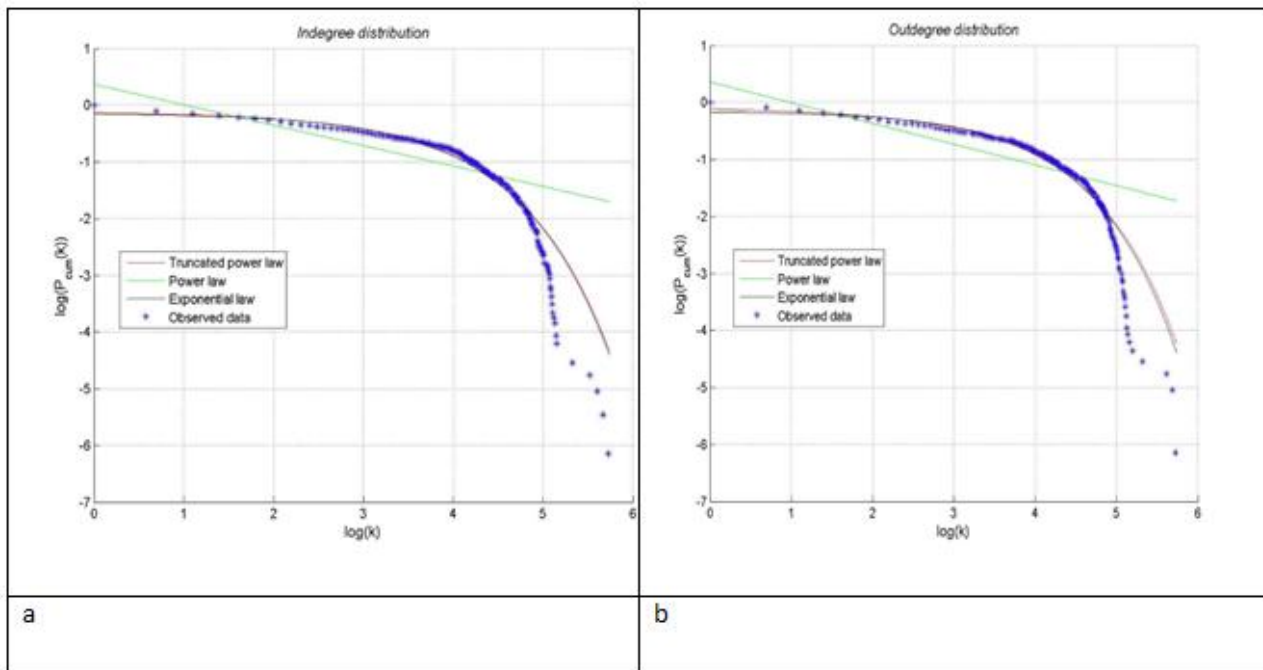 Indegree distribution
1
0
-1
-2
-3
-4
-5
-6
-7
log(P cum(k))
Truncated power law
Power law
Exponential law
Observed data
0 1 2 3 4 5 6
log(k)
Outdegree distribution
1
0
-1
-2
-3
-4
-5
-6
-7
log(P cum(k))
Truncated power law
Power law
Exponential law
Observed data
0 1 2 3 4 5 6
log(k)
a
b